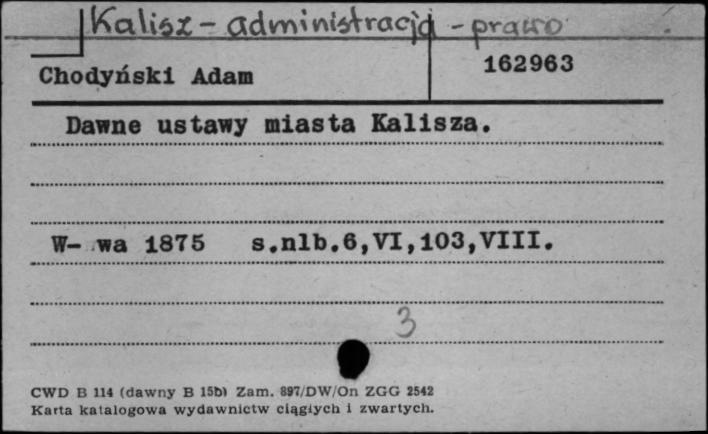 Kalisz - administracja - prawo
Chodyński Adam
162963
Dawne ustawy miasta Kalisza.
W- wa 1875 s.nlb.6,VI,103,VIII.
3
CWD B 114 (dawny B 15b) Zam. 897/DW/On ZGG 2542
Karta katalogowa wydawnictw ciągłych i zwartych.